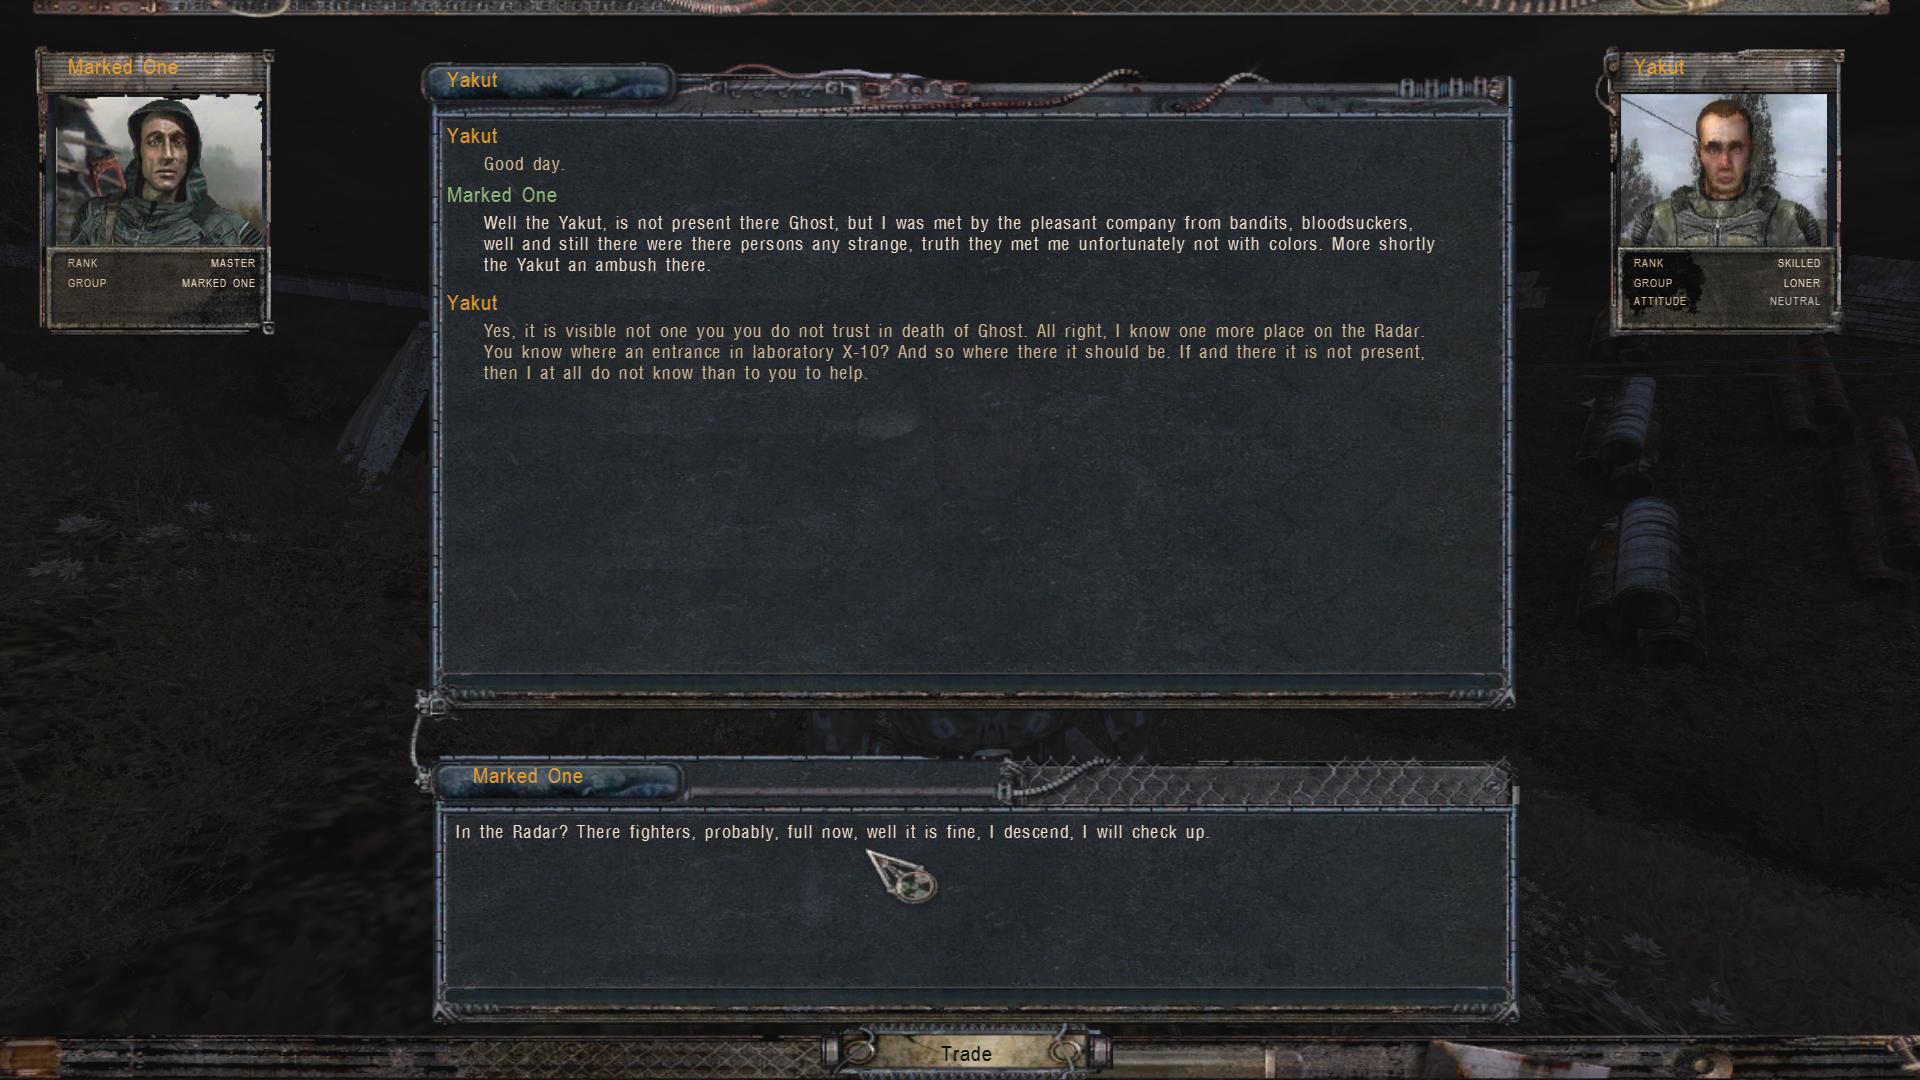 Marked One
RANK MASTER
GROUP MARKED ONE
Yakut
Yakut
Good day.
Marked One
Well the Yakut, is not present there Ghost, but I was met by the pleasant company from bandits, bloodsuckers,
well and still there were there persons any strange, truth they met me unfortunately not with colors. More shortly
the Yakut an ambush there.
Yakut
Yes, it is visible not one you you do not trust in death of Ghost. All right, I know one more place on the Radar.
You know where an entrance in laboratory X-10? And so where there it should be. If and there it is not present,
then I at all do not know than to you to help.
Yakut
RANK SKILLED
GROUP LONER
ATTITUDE NEUTRAL
Marked One
In the Radar? There fighters, probably, full now, well it is fine, I descend, I will check up.
Trade